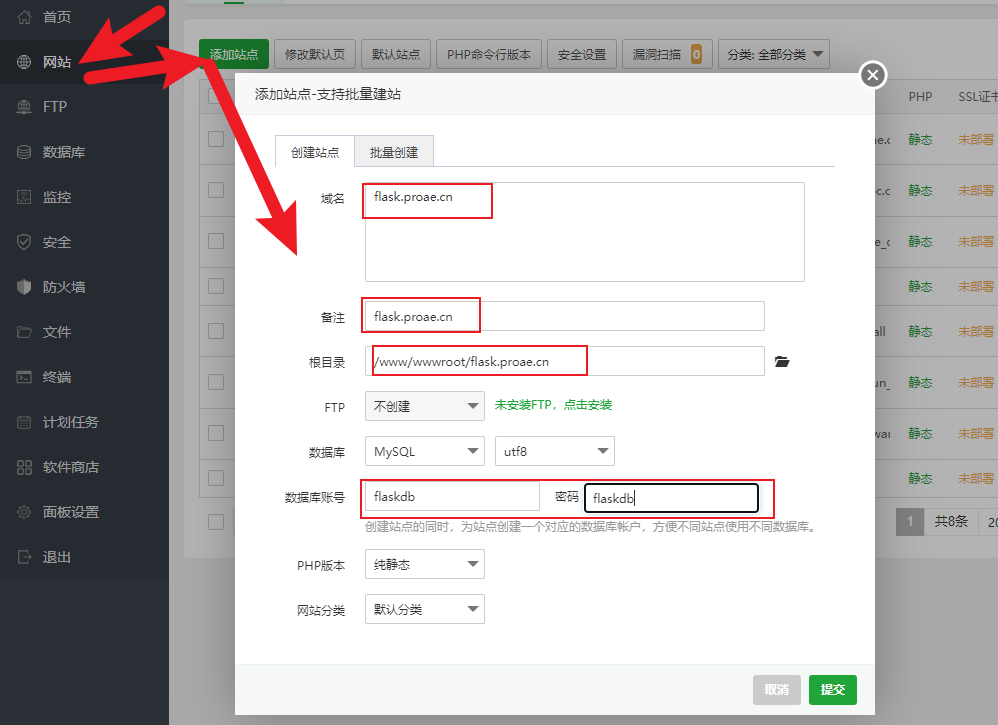 首页
网站
FTP
数据库
监控
安全
防火墙
文件
终端
计划任务
软件商店
面板设置
退出
添加站点
修改默认页
默认站点
PHP命令行版本
安全设置
漏洞扫描 0
分类: 全部分类
PHP
SSL证书
静态 未部署
静态 未部署
静态 未部署
静态 未部署
静态 未部署
静态 未部署
静态 未部署
静态 未部署
1 共8条 20
添加站点-支持批量建站
创建站点 批量创建
域名 flask.proae.cn
备注 flask.proae.cn
根目录 /www/wwwroot/flask.proae.cn
FTP 不创建 未安装FTP，点击安装
数据库 MySQL utf8
数据库账号 flaskdb 密码 flaskdb
创建站点的同时，为站点创建一个对应的数据库帐户，方便不同站点使用不同数据库。
PHP版本 纯静态
网站分类 默认分类
取消 提交